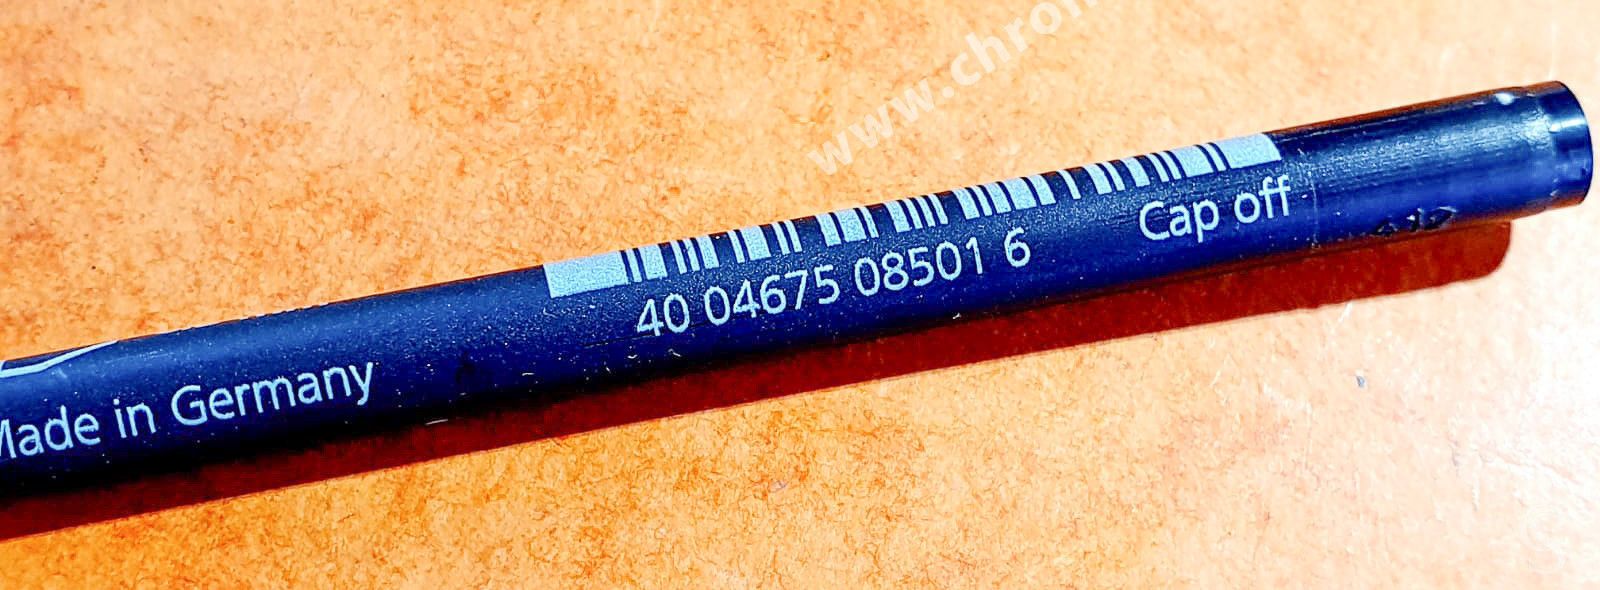 www.chron
40 04675 08501 6
Cap off
Made in Germany